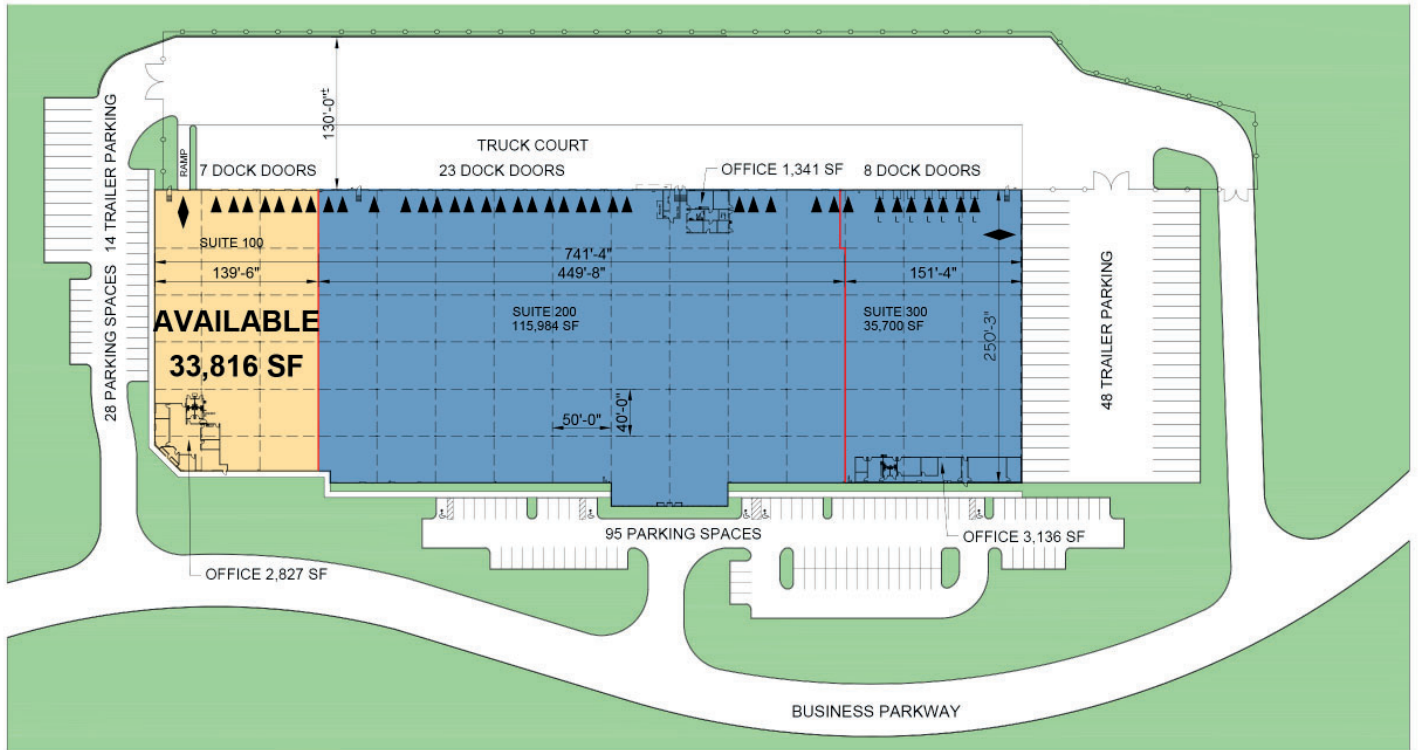 130'-0"±
TRUCK COURT
RAMP
7 DOCK DOORS
23 DOCK DOORS
OFFICE 1,341 SF
8 DOCK DOORS
28 PARKING SPACES
14 TRAILER PARKING
L L L L L L L
SUITE 100
741'-4"
139'-6"
449'-8"
151'-4"
AVAILABLE
33,816 SF
SUITE 200
115,984 SF
SUITE 300
35,700 SF
250'-3"
48 TRAILER PARKING
50'-0"
40'-0"
95 PARKING SPACES
OFFICE 3,136 SF
OFFICE 2,827 SF
BUSINESS PARKWAY